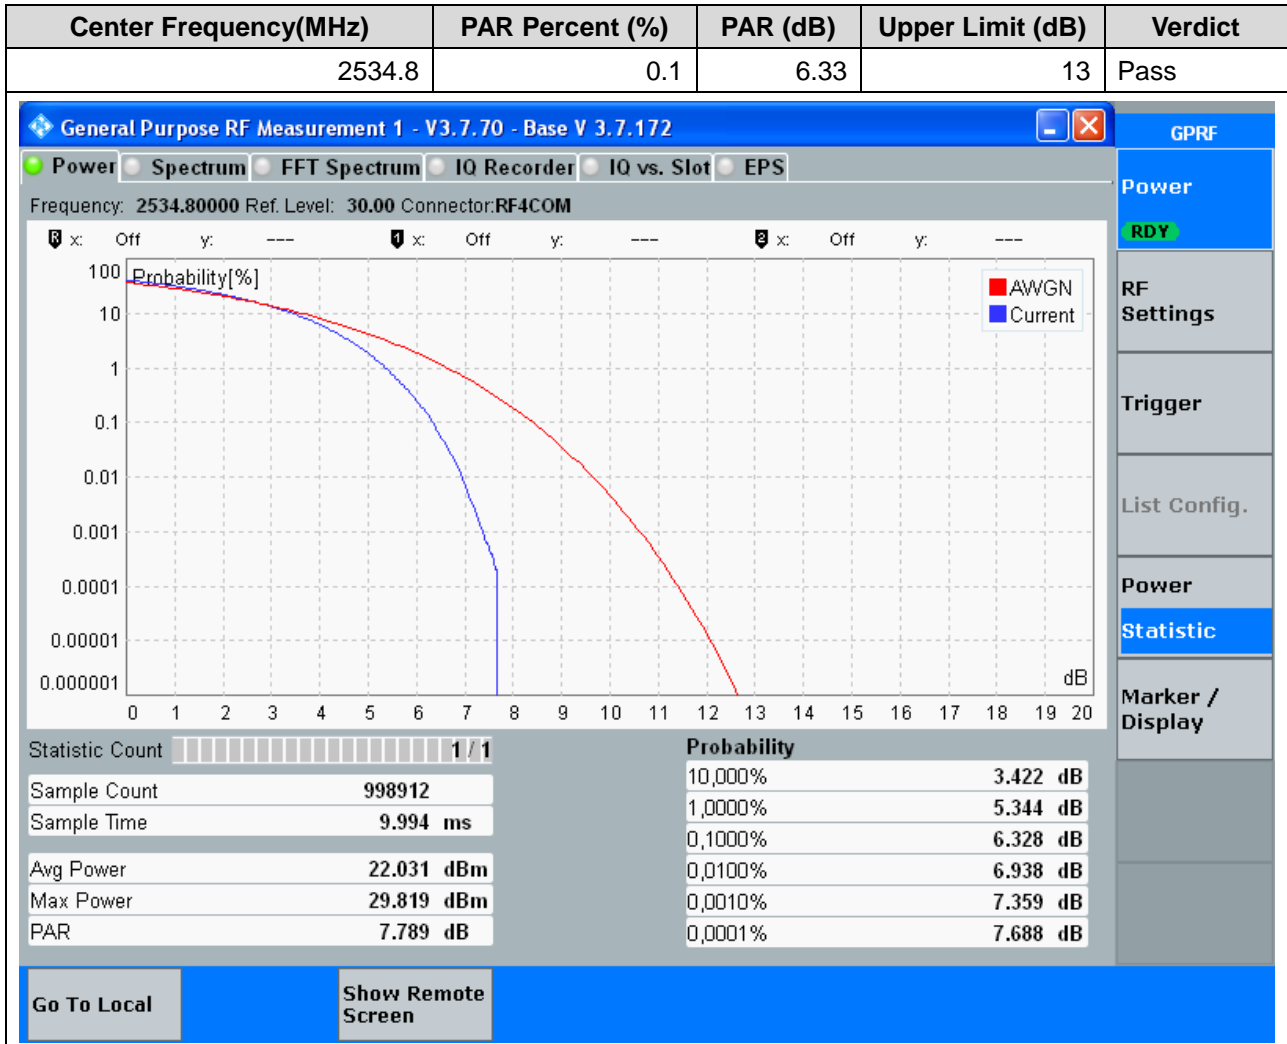 Center Frequency(MHz) PAR Percent (%) PAR (dB) Upper Limit (dB) Verdict
2534.8 0.1 6.33 13 Pass
General Purpose RF Measurement 1 - V3.7.70 - Base V 3.7.172
GPRF
Power Spectrum FFT Spectrum IQ Recorder IQ vs. Slot EPS
Frequency: 2534.80000 Ref. Level: 30.00 Connector:RF4COM
R x: Off y: --- 1 x: Off y: --- 2 x: Off y: ---
Probability[%]
AWGN
Current
100
10
1
0.1
0.01
0.001
0.0001
0.00001
0.000001
dB
0 1 2 3 4 5 6 7 8 9 10 11 12 13 14 15 16 17 18 19 20
Statistic Count 1 / 1
Sample Count 998912
Sample Time 9.994 ms
Avg Power 22.031 dBm
Max Power 29.819 dBm
PAR 7.789 dB
Probability
10,000% 3.422 dB
1,0000% 5.344 dB
0,1000% 6.328 dB
0,0100% 6.938 dB
0,0010% 7.359 dB
0,0001% 7.688 dB
Power
RDY
RF
Settings
Trigger
List Config.
Power
Statistic
Marker /
Display
Go To Local
Show Remote
Screen